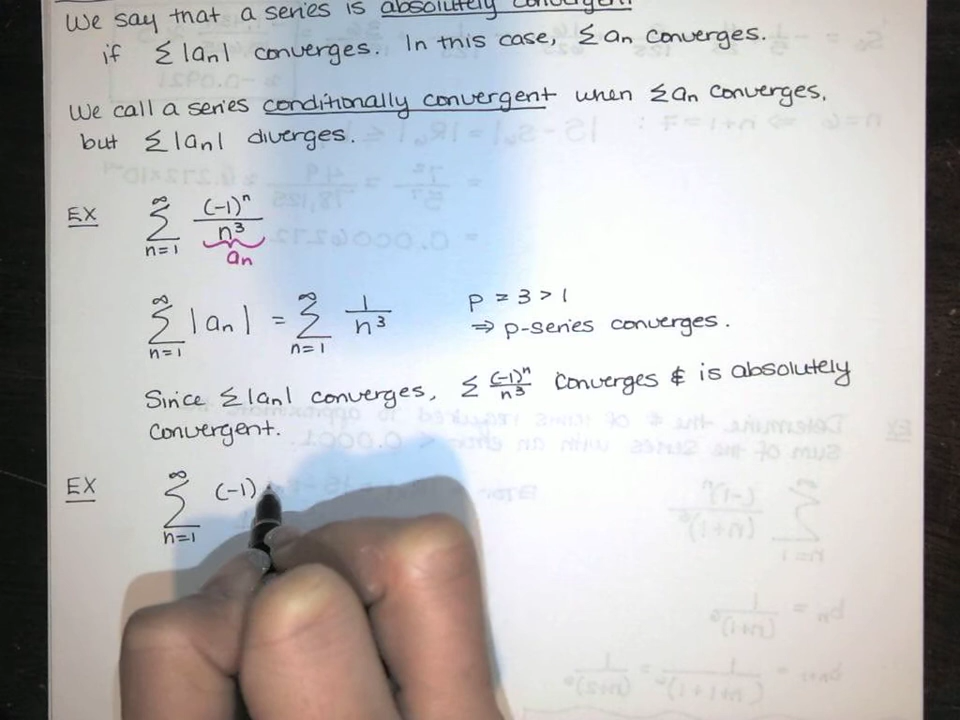 We say that a series is absolutely convergent
if Σ |an| converges. In this case, Σ an converges.
We call a series conditionally convergent when Σan converges,
but Σ |an| diverges.
EX ∞ Σ n=1 (-1)^n / n^3
an
∞ Σ n=1 |an| = ∞ Σ n=1 1/n^3 P = 3 > 1
⇒ p-series converges.
Since Σ |an| converges, Σ (-1)^n/n^3 converges & is absolutely
convergent.
EX ∞ Σ n=1 (-1)